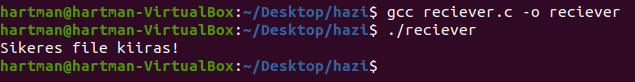 hartman@hartman-VirtualBox:~/Desktop/hazi$ gcc reciever.c -o reciever
hartman@hartman-VirtualBox:~/Desktop/hazi$ ./reciever
Sikeres file kiiras!
hartman@hartman-VirtualBox:~/Desktop/hazi$